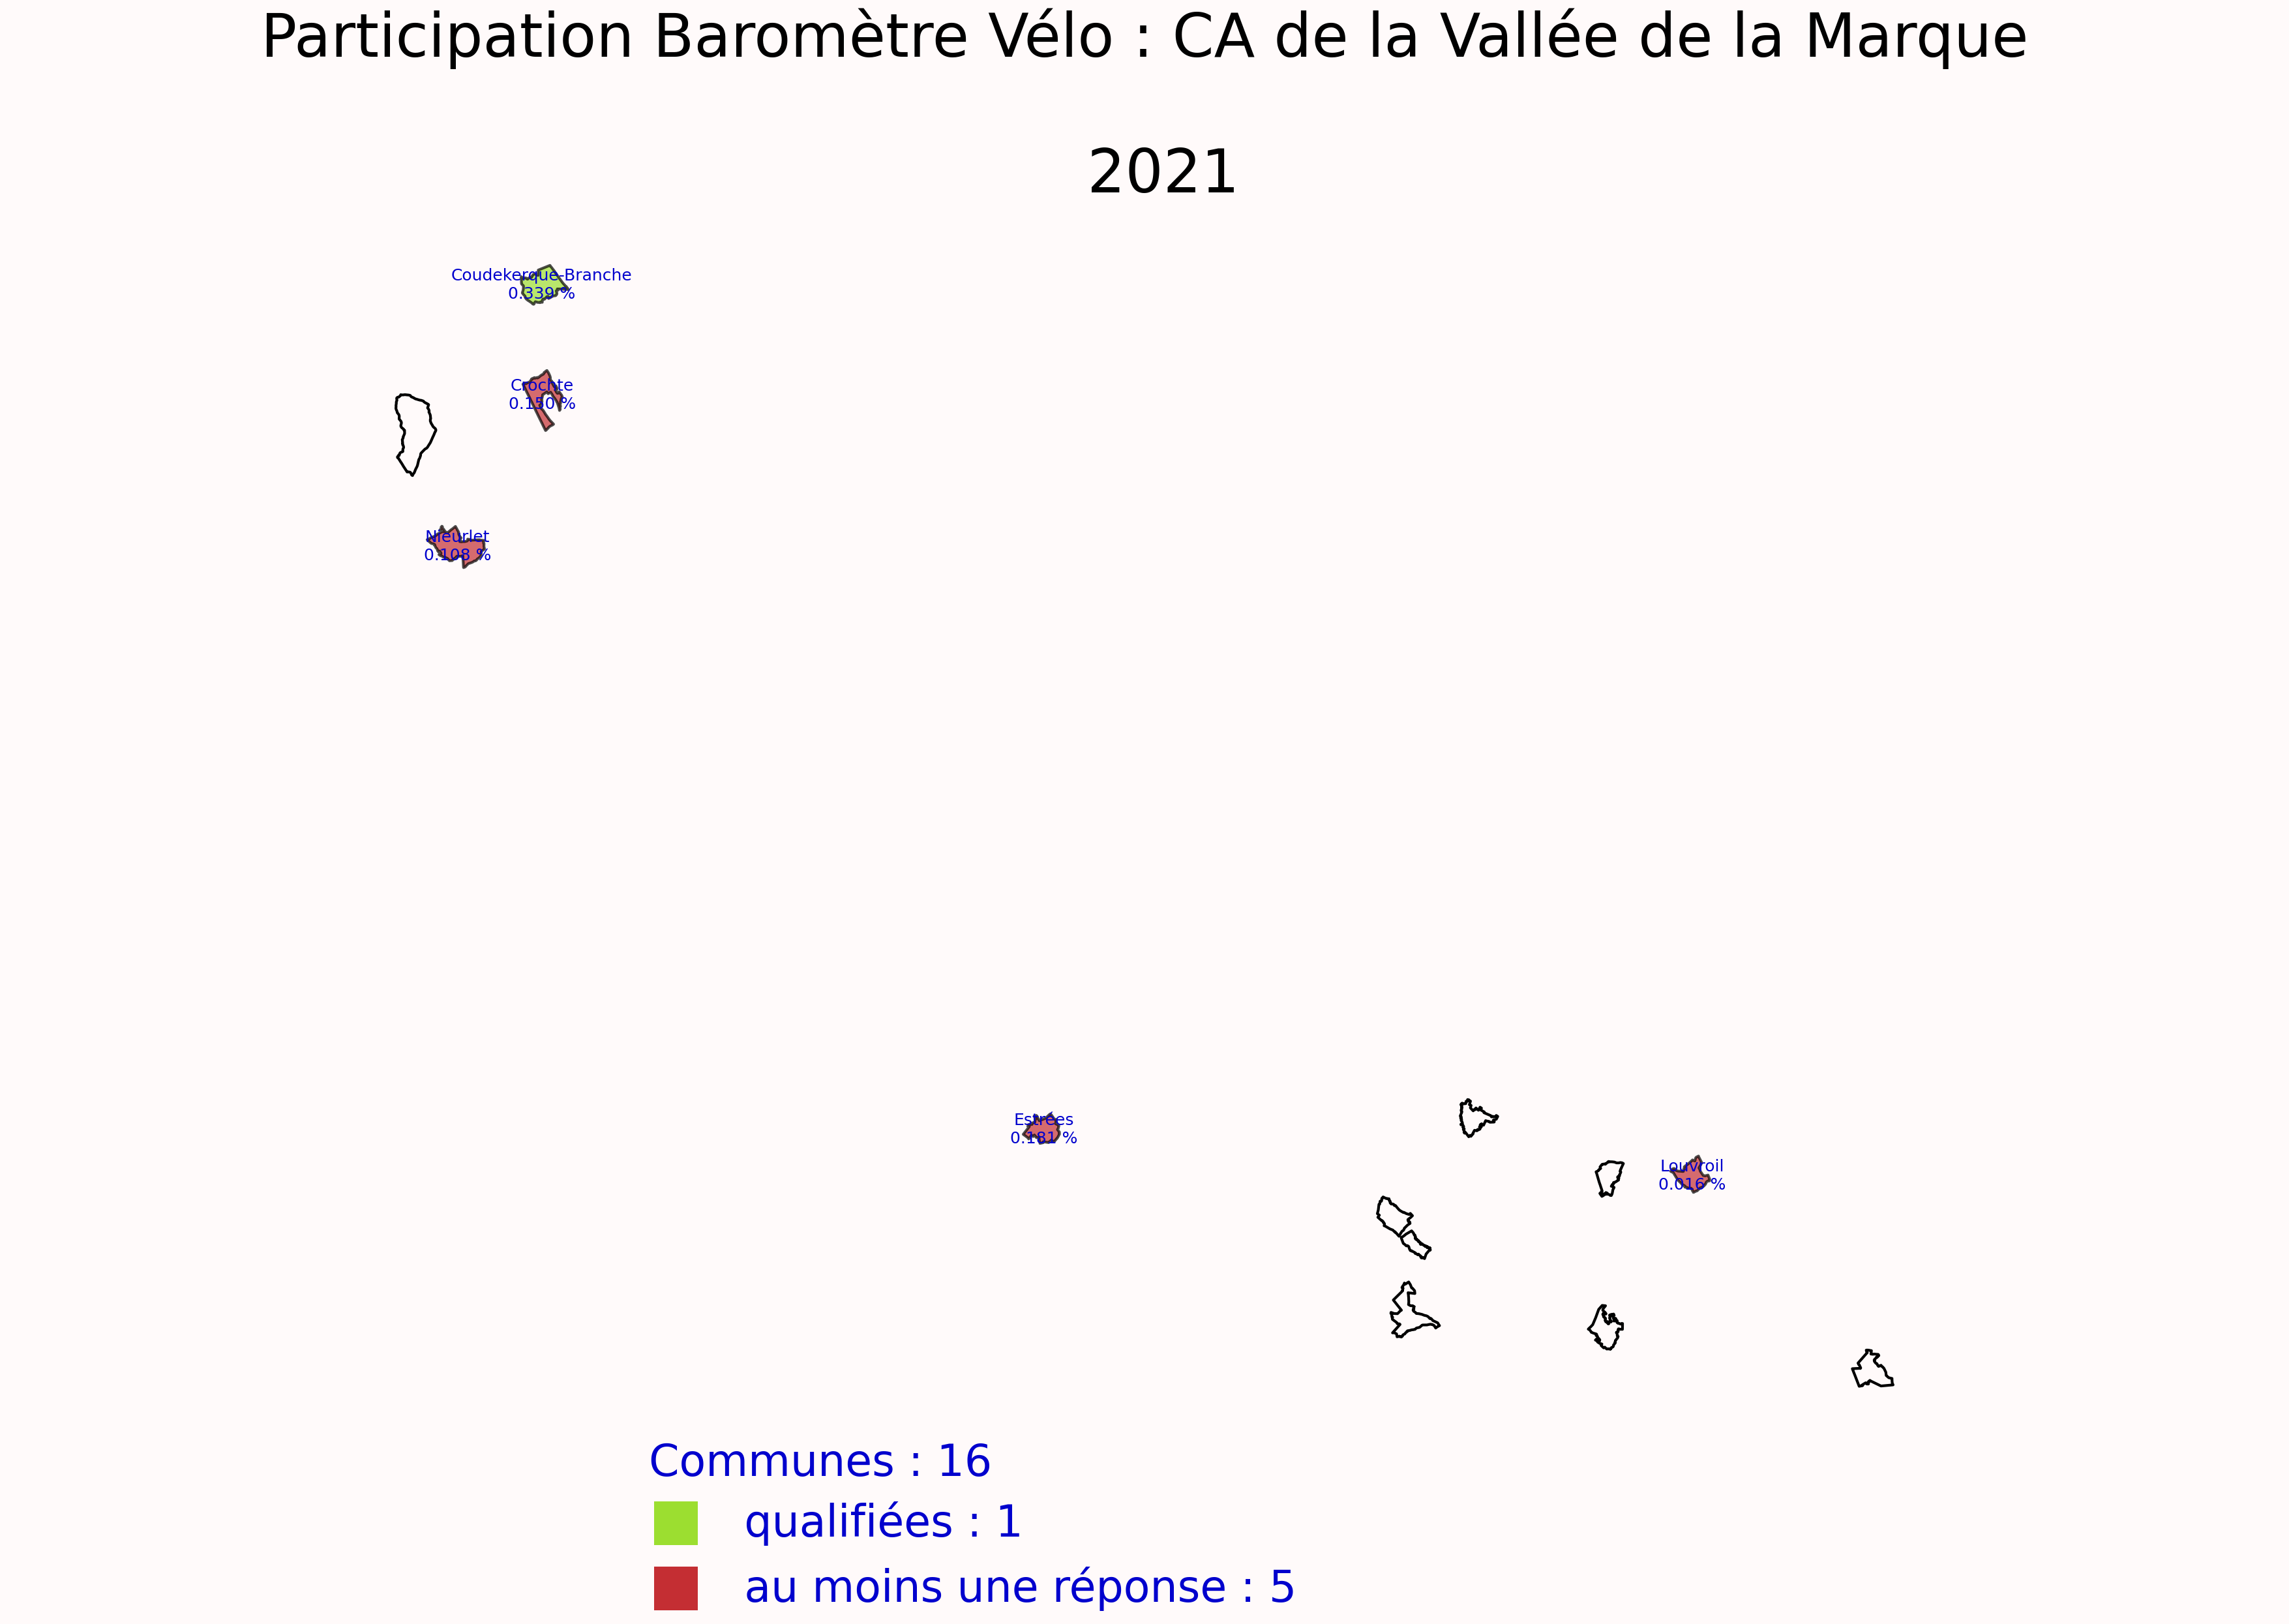 Participation Baromètre Vélo : CA de la Vallée de la Marque
2021
Coudekerque-Branche
0.339 %
Crochte
0.150 %
Nieurlet
0.108 %
Estrées
0.181 %
Louvroil
0.016 %
Communes : 16
qualifiées : 1
au moins une réponse : 5